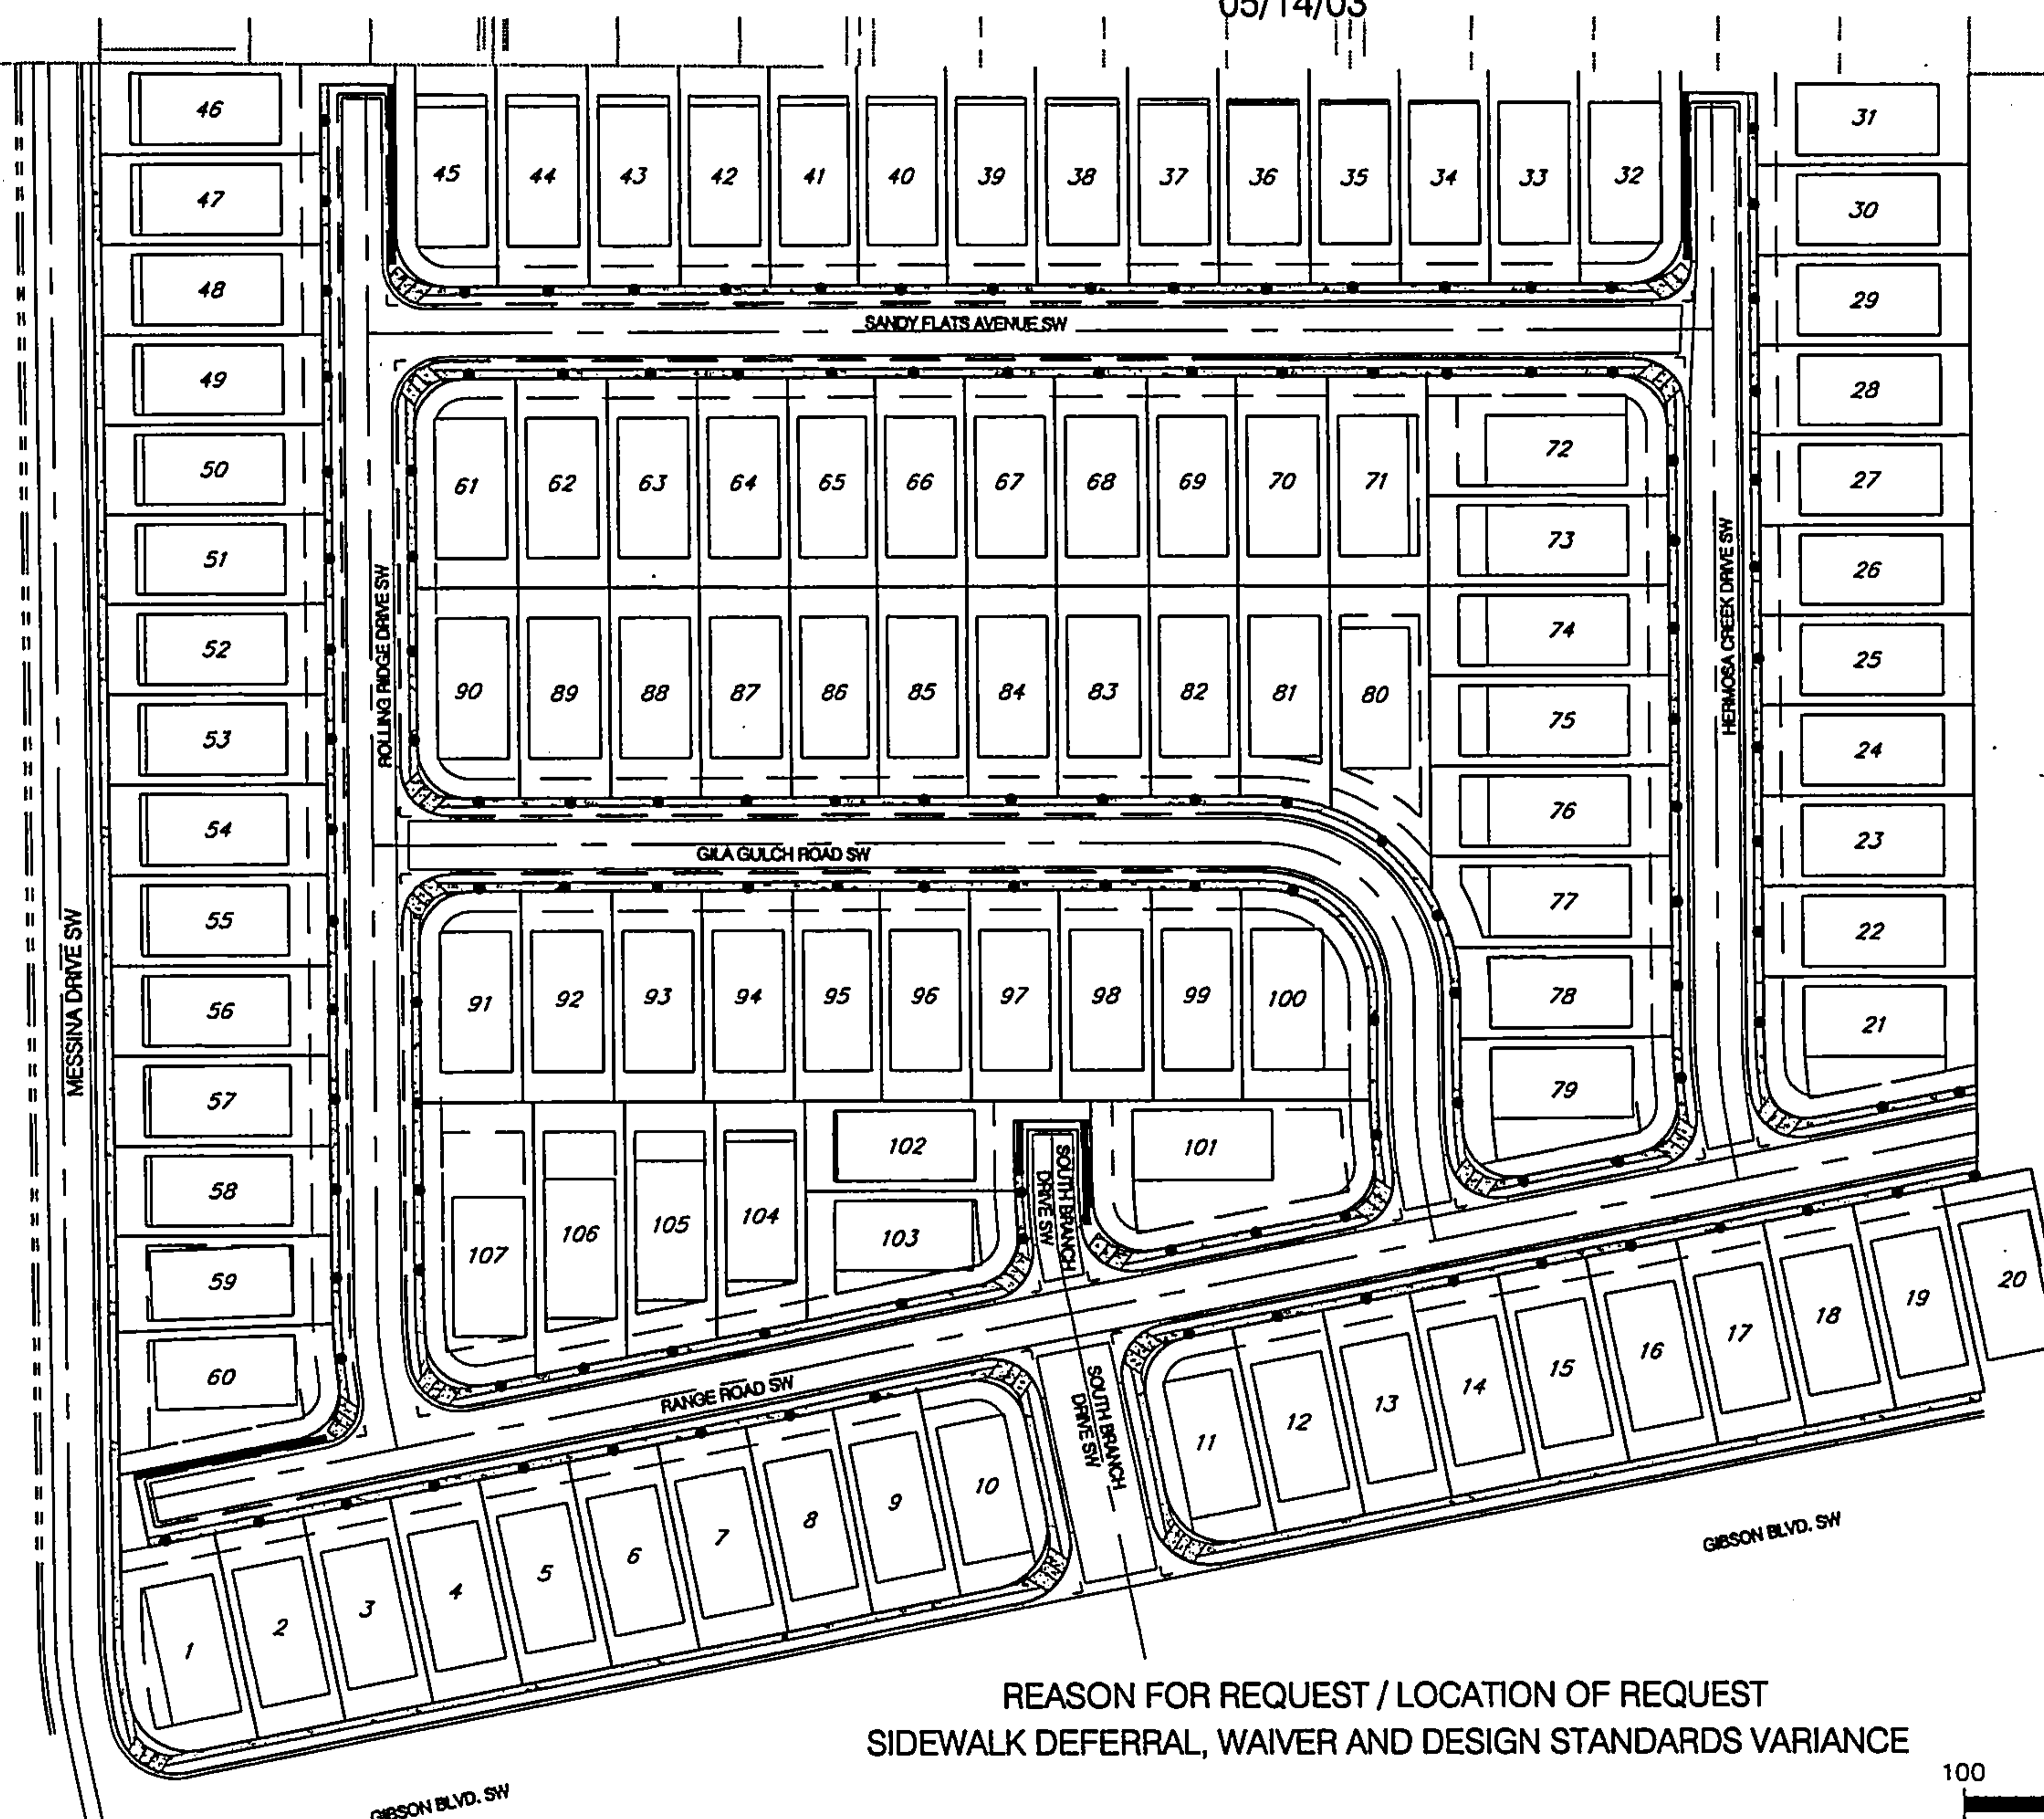 05/14/03
46
47
48
49
50
51
52
53
54
55
56
57
58
59
60
45 44 43 42 41 40 39 38 37 36 35 34 33 32
31
30
29
28
27
26
25
24
23
22
21
SANDY FLATS AVENUE SW
61 62 63 64 65 66 67 68 69 70 71
72
73
74
75
76
77
78
79
ROLLING RIDGE DRIVE SW
HERMOSA CREEK DRIVE SW
90 89 88 87 86 85 84 83 82 81 80
GILA GULCH ROAD SW
MESSINA DRIVE SW
91 92 93 94 95 96 97 98 99 100
102
101
103
107 106 105 104
SOUTH BRANCH
DRIVE SW
RANGE ROAD SW
SOUTH BRANCH
DRIVE SW
1 2 3 4 5 6 7 8 9 10
11 12 13 14 15 16 17 18 19 20
GIBSON BLVD. SW
REASON FOR REQUEST / LOCATION OF REQUEST
SIDEWALK DEFERRAL, WAIVER AND DESIGN STANDARDS VARIANCE
100
GIBSON BLVD. SW